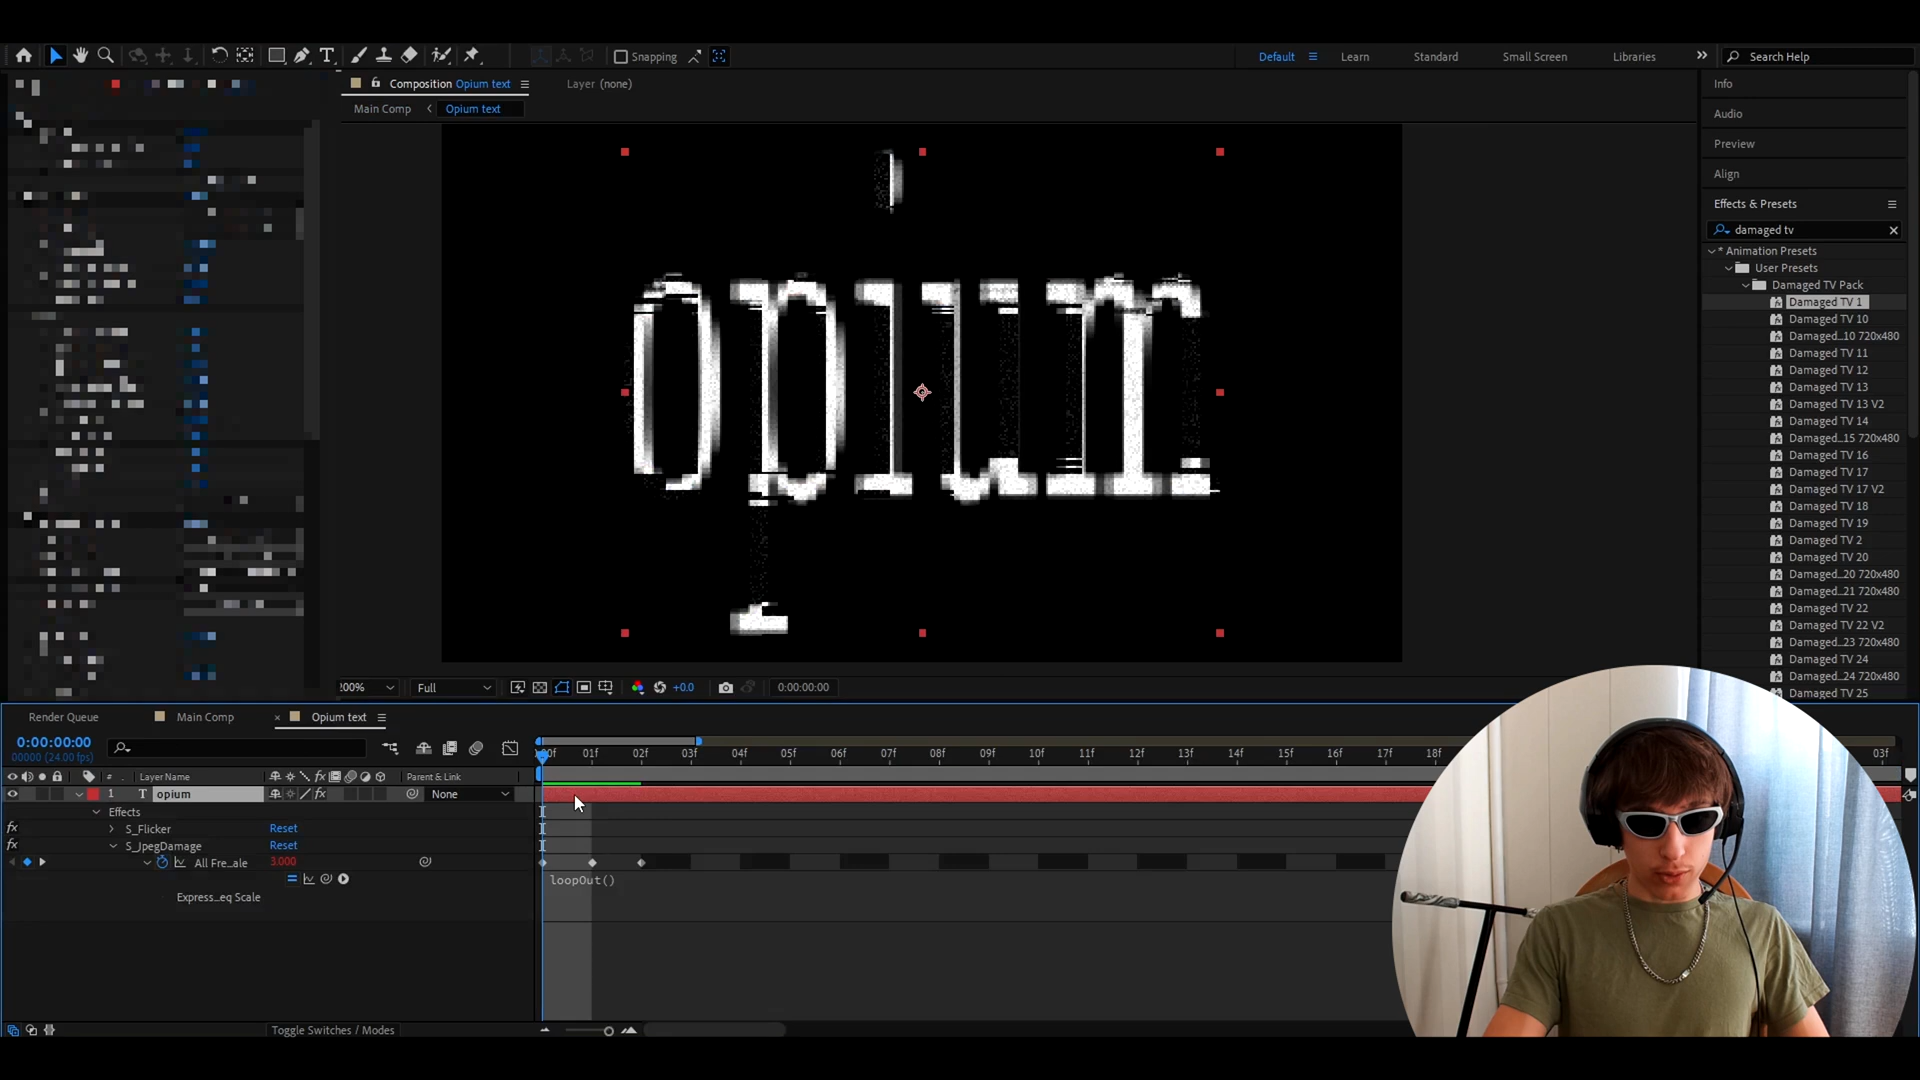 Snapping
Default
Learn
Standard
Small Screen
Libraries
Search Help
Composition Opium text
Layer (none)
Main Comp
Opium text
opium
Info
Audio
Preview
Align
Effects & Presets
damaged tv
* Animation Presets
User Presets
Damaged TV Pack
Damaged TV 1
Damaged TV 10
Damaged...10 720x480
Damaged TV 11
Damaged TV 12
Damaged TV 13
Damaged TV 13 V2
Damaged TV 14
Damaged...15 720x480
Damaged TV 16
Damaged TV 17
Damaged TV 17 V2
Damaged TV 18
Damaged TV 19
Damaged TV 2
Damaged TV 20
Damaged...20 720x480
Damaged...21 720x480
Damaged TV 22
Damaged TV 22 V2
Damaged...23 720x480
Damaged TV 24
Damaged...24 720x480
Damaged TV 25
Full
+0.0
0:00:00:00
Render Queue
Main Comp
Opium text
0:00:00:00
00000 (24.00 fps)
01f 02f 03f 04f 05f 06f 07f 08f 09f 10f 11f 12f 13f 14f 15f 16f 17f 18f 03f
# Layer Name
Parent & Link
1 T opium
None
Effects
S_Flicker
Reset
S_JpegDamage
Reset
All Fre...ale
3.000
loopOut()
Express...eq Scale
Toggle Switches / Modes